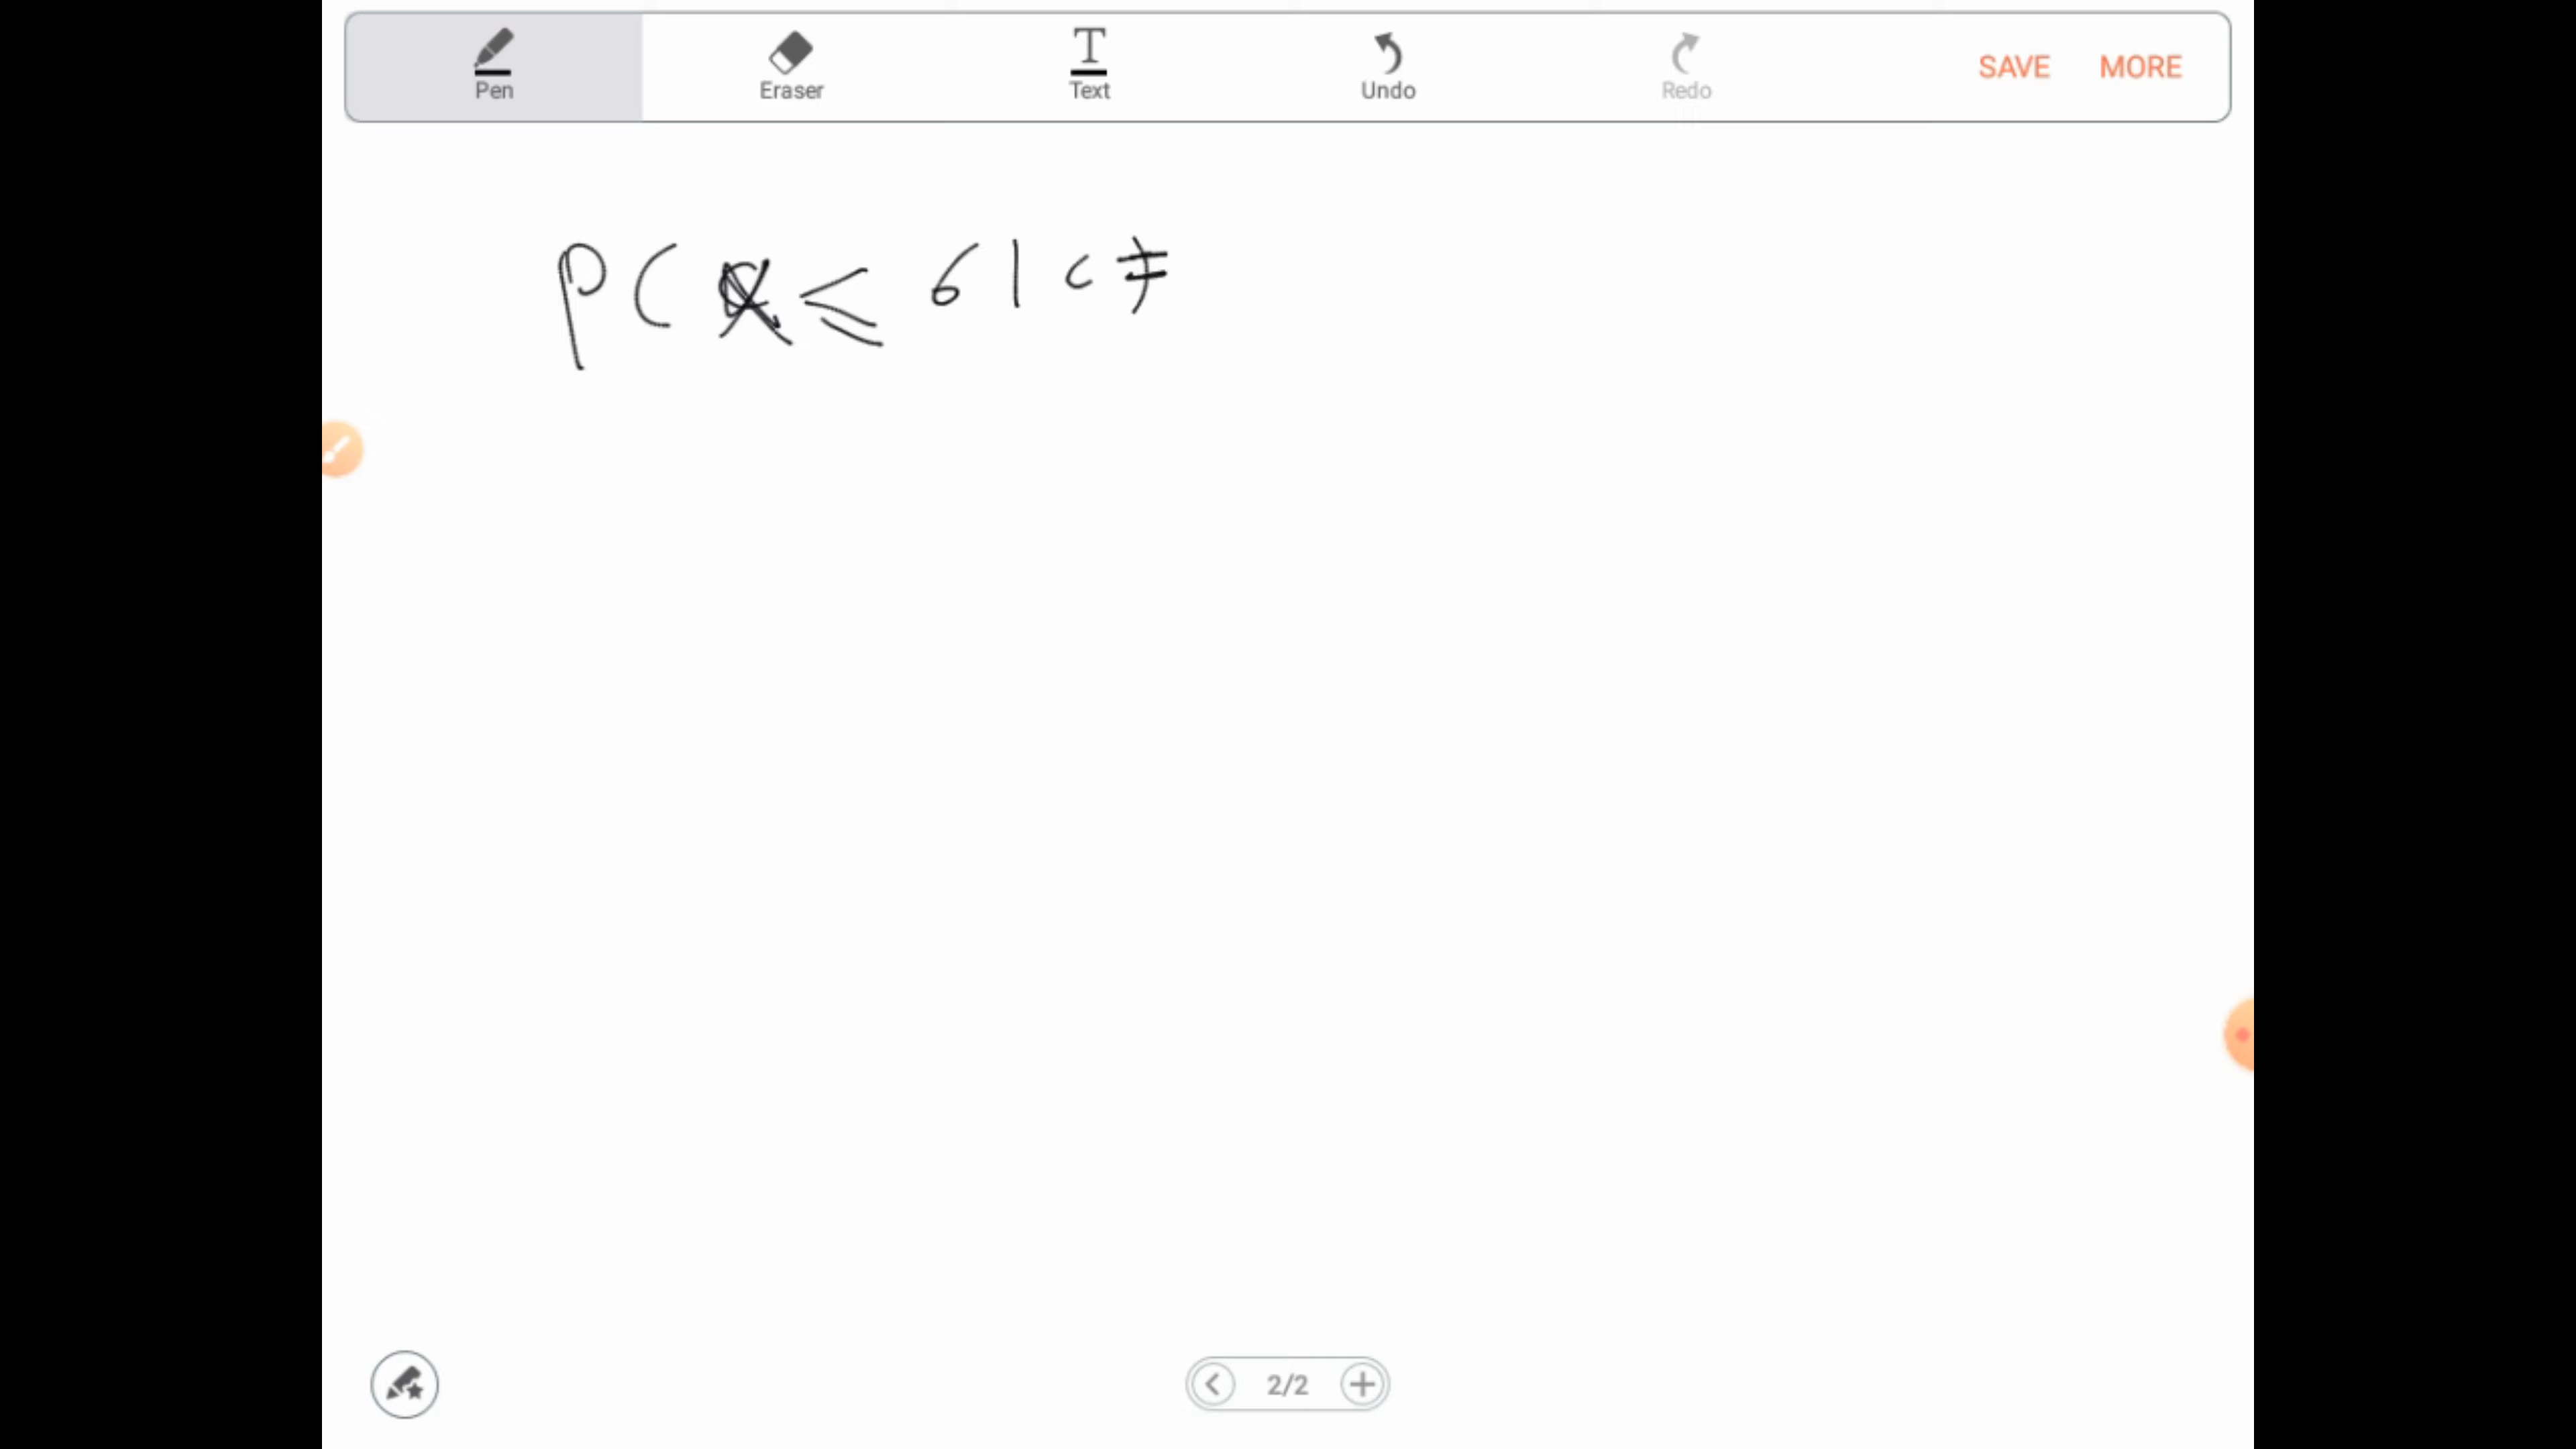 Pen Eraser Text Undo Redo SAVE MORE
P( x ≤ 6 | c =
2/2